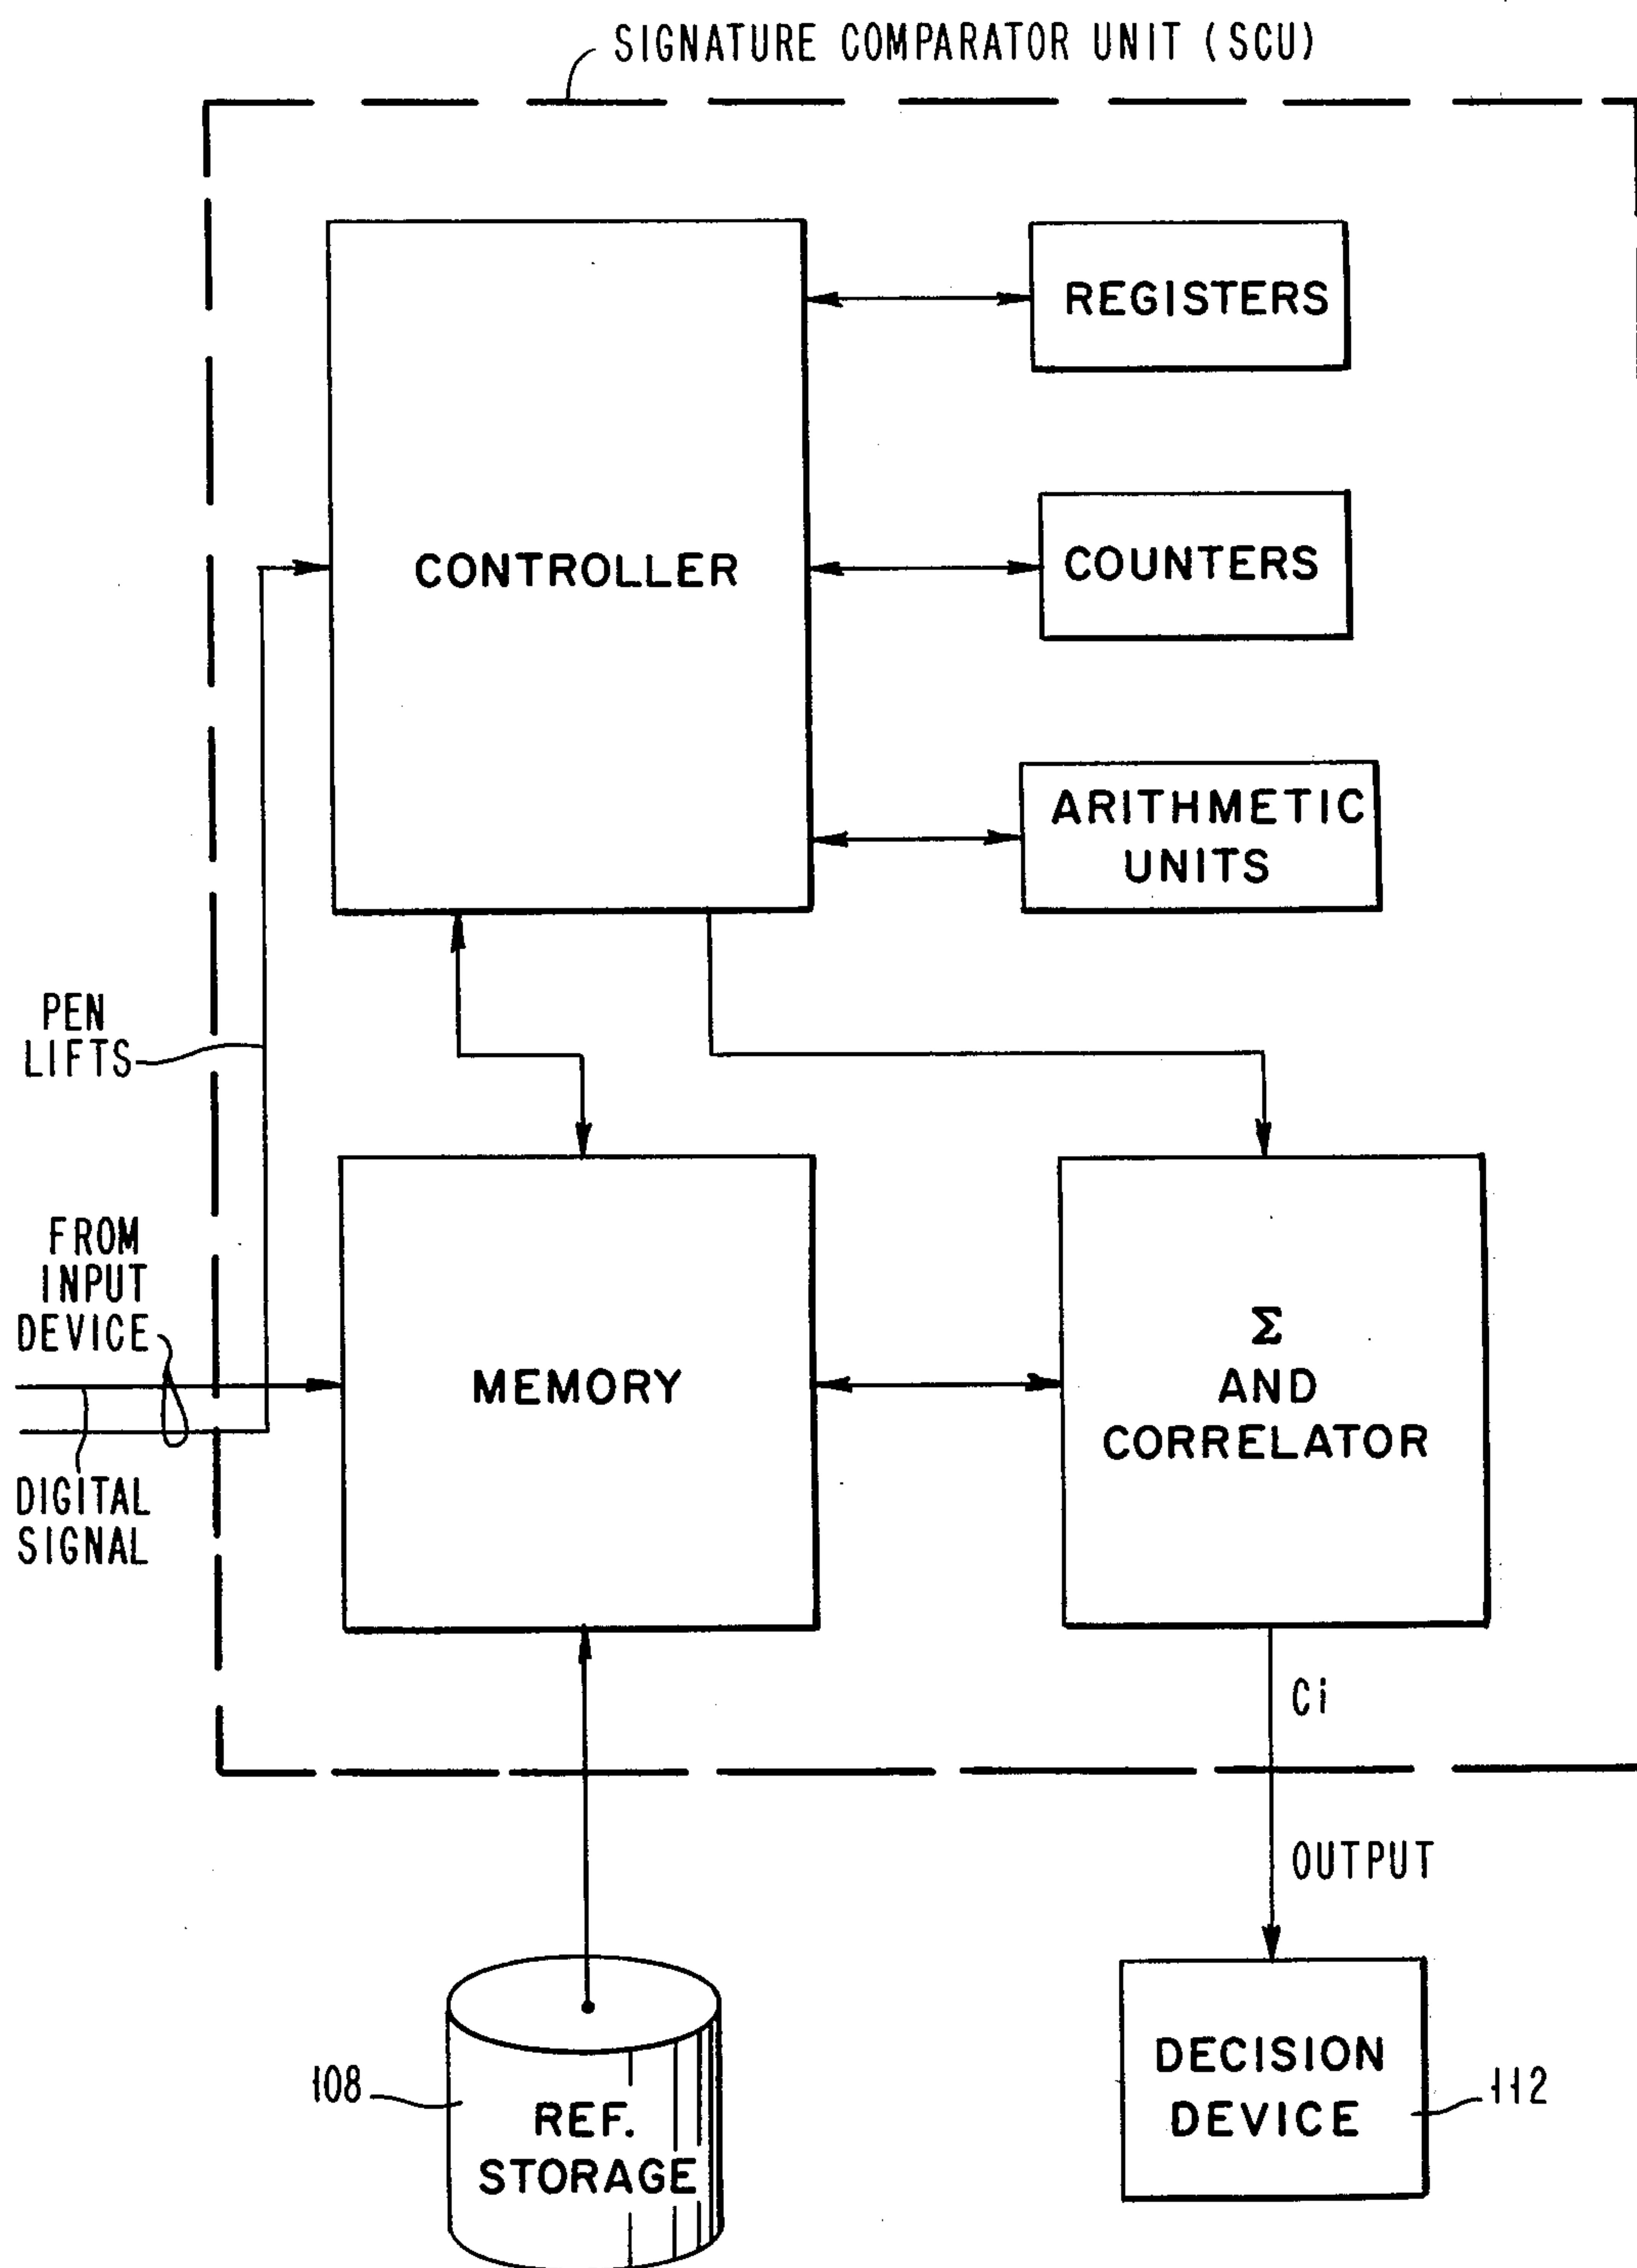 SIGNATURE COMPARATOR UNIT (SCU)
REGISTERS
CONTROLLER
COUNTERS
ARITHMETIC
UNITS
PEN
LIFTS
FROM
INPUT
DEVICE
MEMORY
Σ
AND
CORRELATOR
DIGITAL
SIGNAL
Ci
OUTPUT
108
REF.
STORAGE
DECISION
DEVICE
112